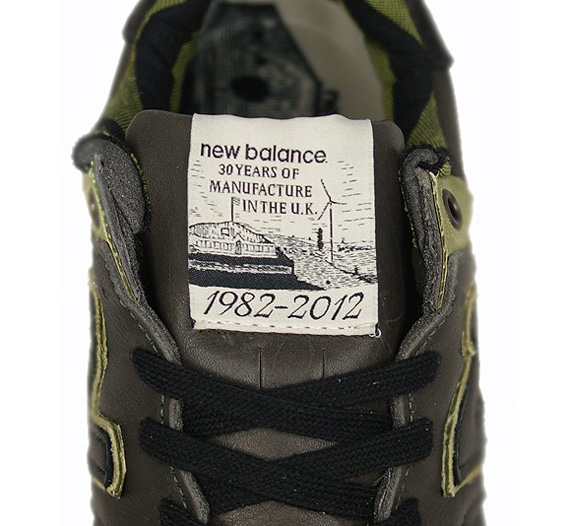 new balance.
30 YEARS OF
MANUFACTURE
IN THE U.K.
1982-2012